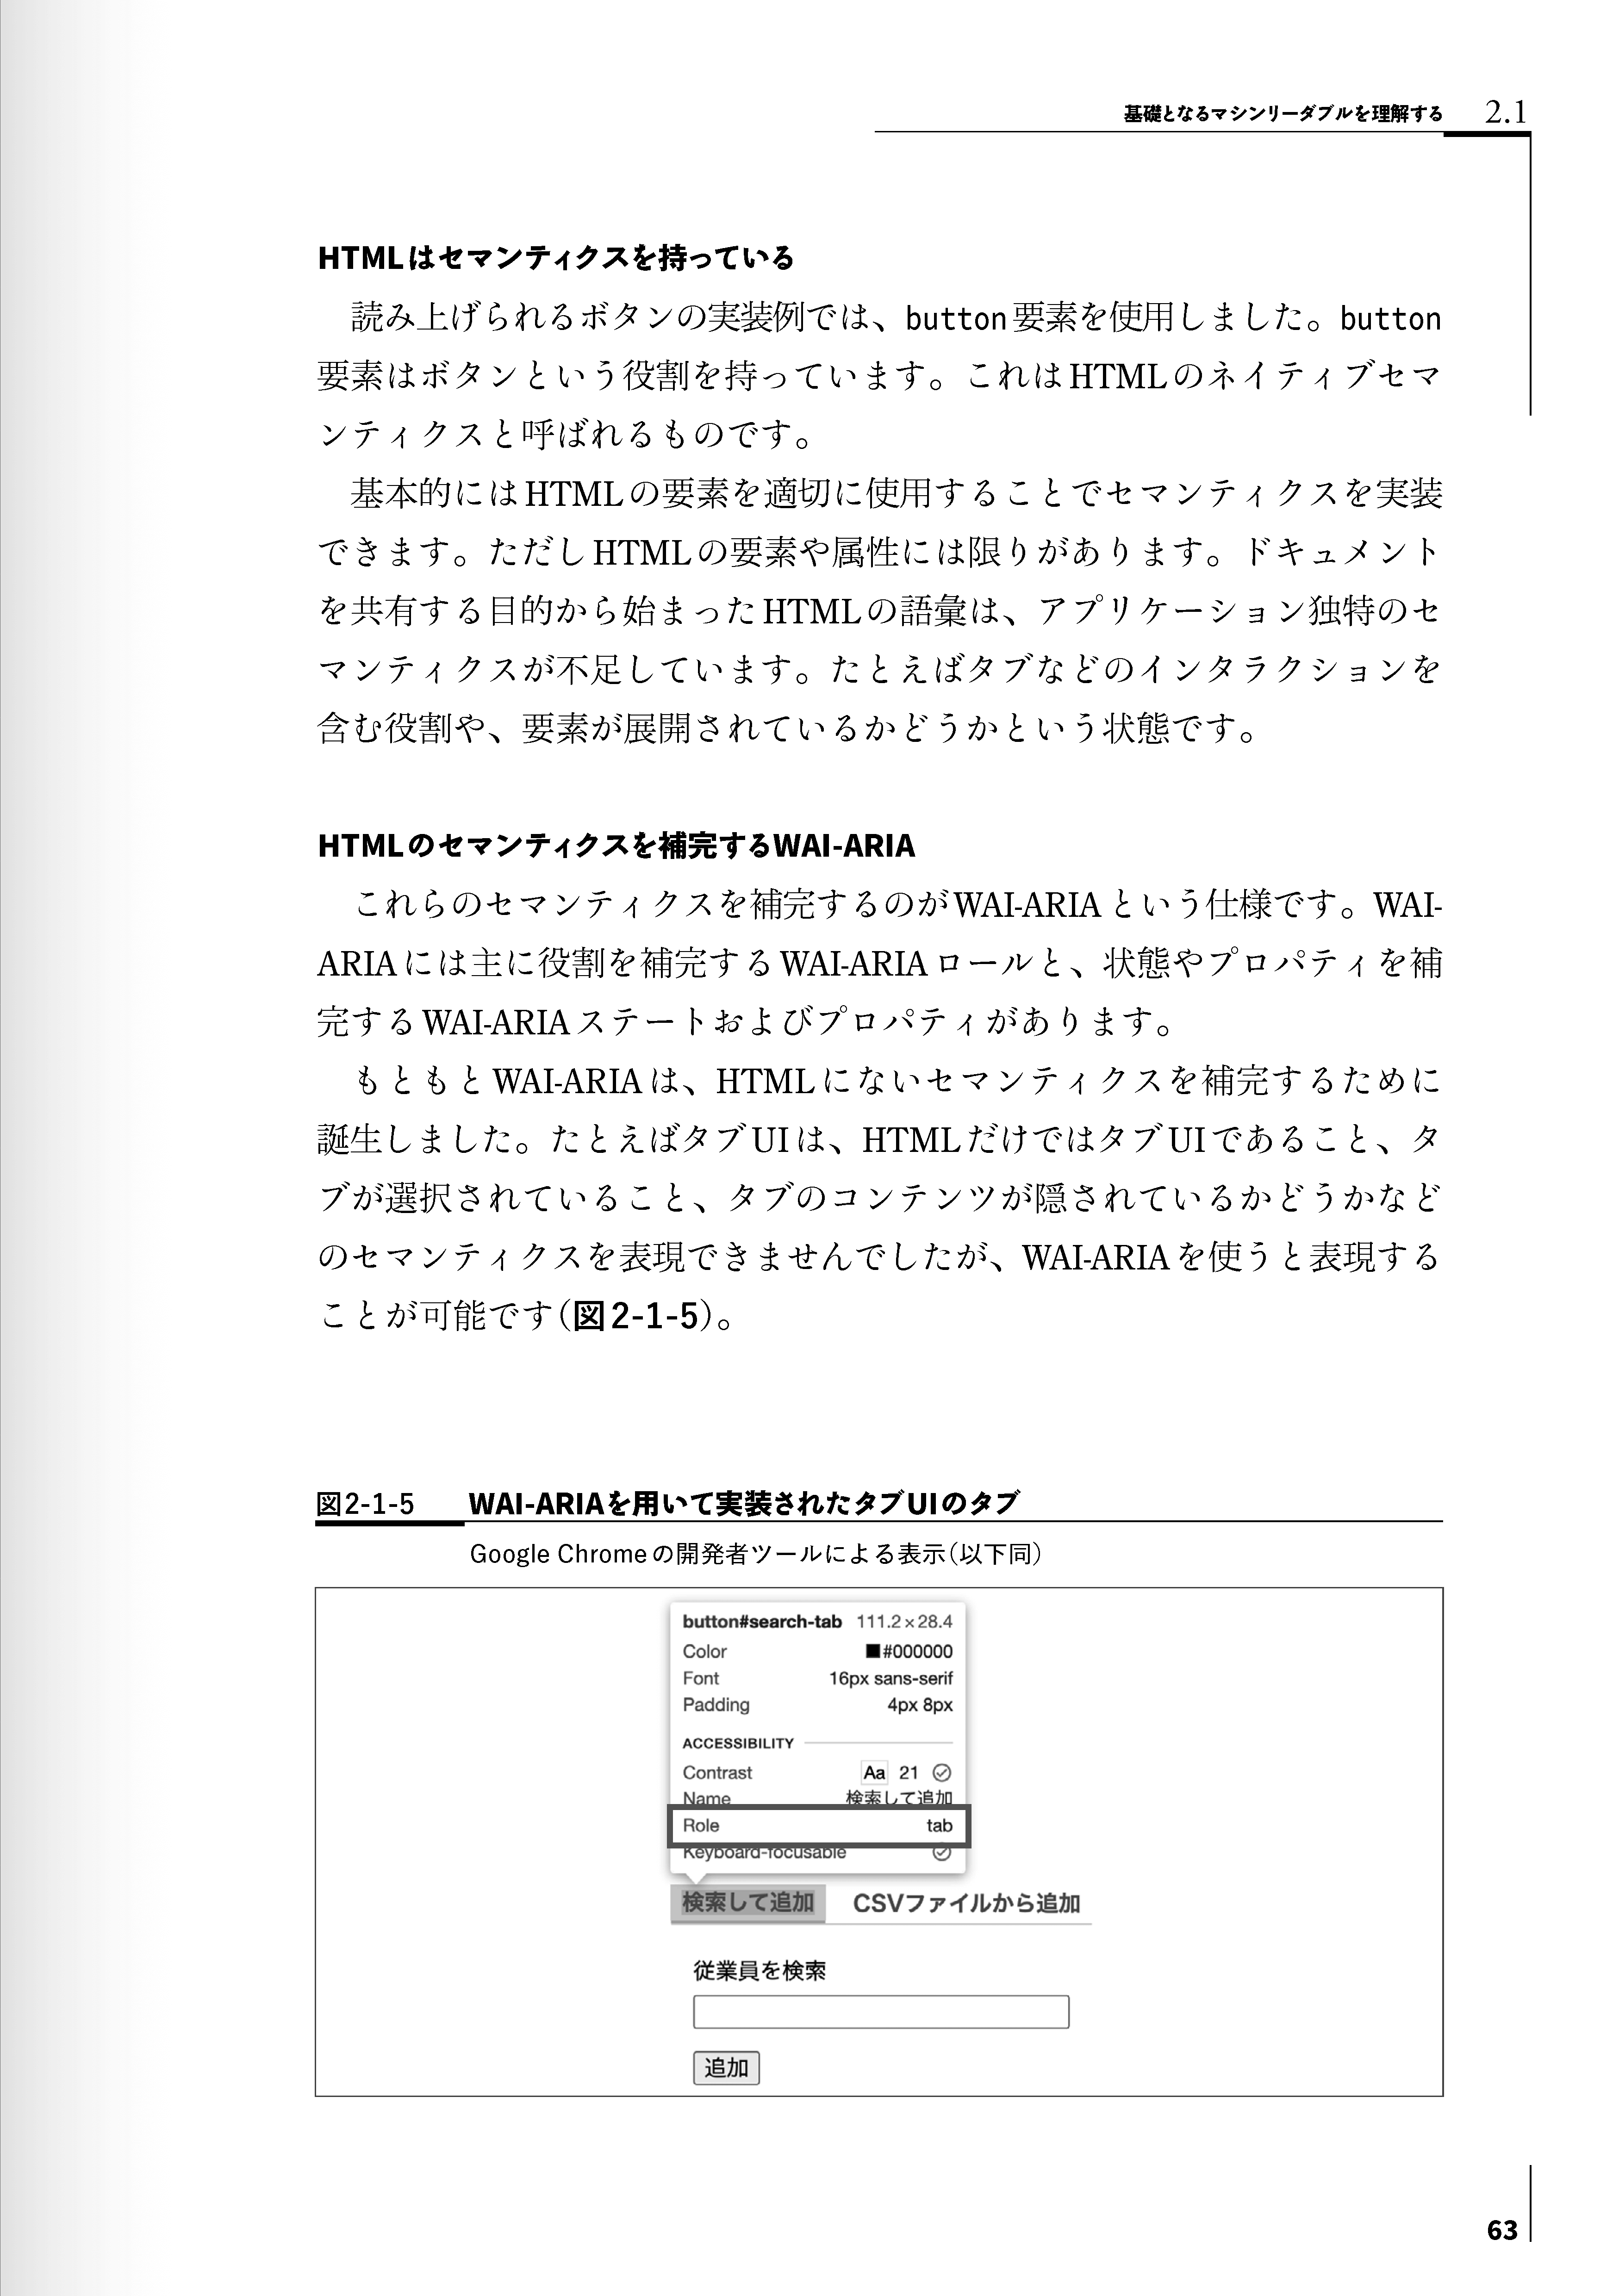 基礎となるマシンリーダブルを理解する 2.1
HTMLはセマンティクスを持っている
読み上げられるボタンの実装例では、button要素を使用しました。button
要素はボタンという役割を持っています。これはHTMLのネイティブセマ
ンティクスと呼ばれるものです。
基本的にはHTMLの要素を適切に使用することでセマンティクスを実装
できます。ただしHTMLの要素や属性には限りがあります。ドキュメント
を共有する目的から始まったHTMLの語彙は、アプリケーション独特のセ
マンティクスが不足しています。たとえばタブなどのインタラクションを
含む役割や、要素が展開されているかどうかという状態です。
HTMLのセマンティクスを補完するWAI-ARIA
これらのセマンティクスを補完するのがWAI-ARIAという仕様です。WAI-
ARIAには主に役割を補完するWAI-ARIAロールと、状態やプロパティを補
完するWAI-ARIAステートおよびプロパティがあります。
もともとWAI-ARIAは、HTMLにないセマンティクスを補完するために
誕生しました。たとえばタブUIは、HTMLだけではタブUIであること、タ
ブが選択されていること、タブのコンテンツが隠されているかどうかなど
のセマンティクスを表現できませんでしたが、WAI-ARIAを使うと表現する
ことが可能です(図2-1-5)。
図2-1-5 WAI-ARIAを用いて実装されたタブUIのタブ
Google Chromeの開発者ツールによる表示(以下同)
button#search-tab 111.2×28.4
Color #000000
Font 16px sans-serif
Padding 4px 8px
ACCESSIBILITY
Contrast Aa 21
Name 検索して追加
Role tab
Keyboard-focusable
検索して追加 CSVファイルから追加
従業員を検索
追加
63